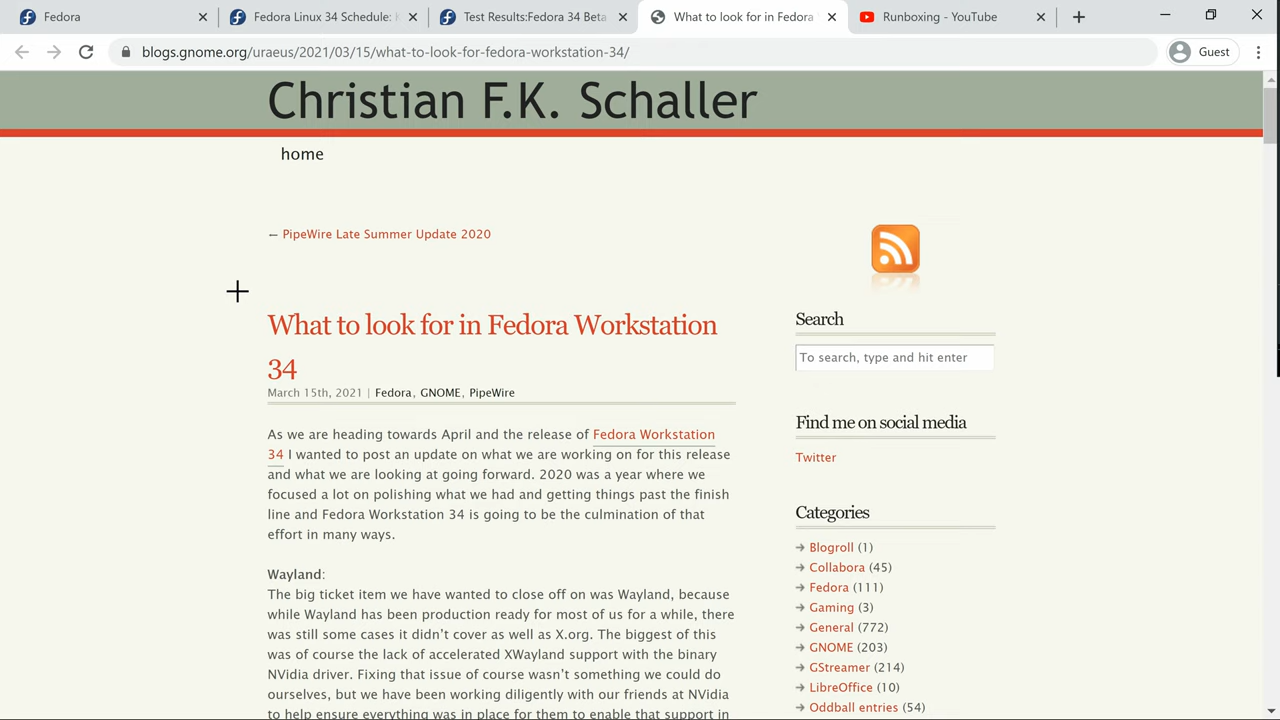 Fedora
Fedora Linux 34 Schedule: K
Test Results:Fedora 34 Beta
What to look for in Fedora
Runboxing - YouTube
blogs.gnome.org/uraeus/2021/03/15/what-to-look-for-fedora-workstation-34/
Guest
Christian F.K. Schaller
home
← PipeWire Late Summer Update 2020
What to look for in Fedora Workstation
34
March 15th, 2021 | Fedora, GNOME, PipeWire
As we are heading towards April and the release of Fedora Workstation
34 I wanted to post an update on what we are working on for this release
and what we are looking at going forward. 2020 was a year where we
focused a lot on polishing what we had and getting things past the finish
line and Fedora Workstation 34 is going to be the culmination of that
effort in many ways.
Wayland:
The big ticket item we have wanted to close off on was Wayland, because
while Wayland has been production ready for most of us for a while, there
was still some cases it didn't cover as well as X.org. The biggest of this
was of course the lack of accelerated XWayland support with the binary
NVidia driver. Fixing that issue of course wasn't something we could do
ourselves, but we have been working diligently with our friends at NVidia
to help ensure everything was in place for them to enable that support in
Search
To search, type and hit enter
Find me on social media
Twitter
Categories
Blogroll (1)
Collabora (45)
Fedora (111)
Gaming (3)
General (772)
GNOME (203)
GStreamer (214)
LibreOffice (10)
Oddball entries (54)